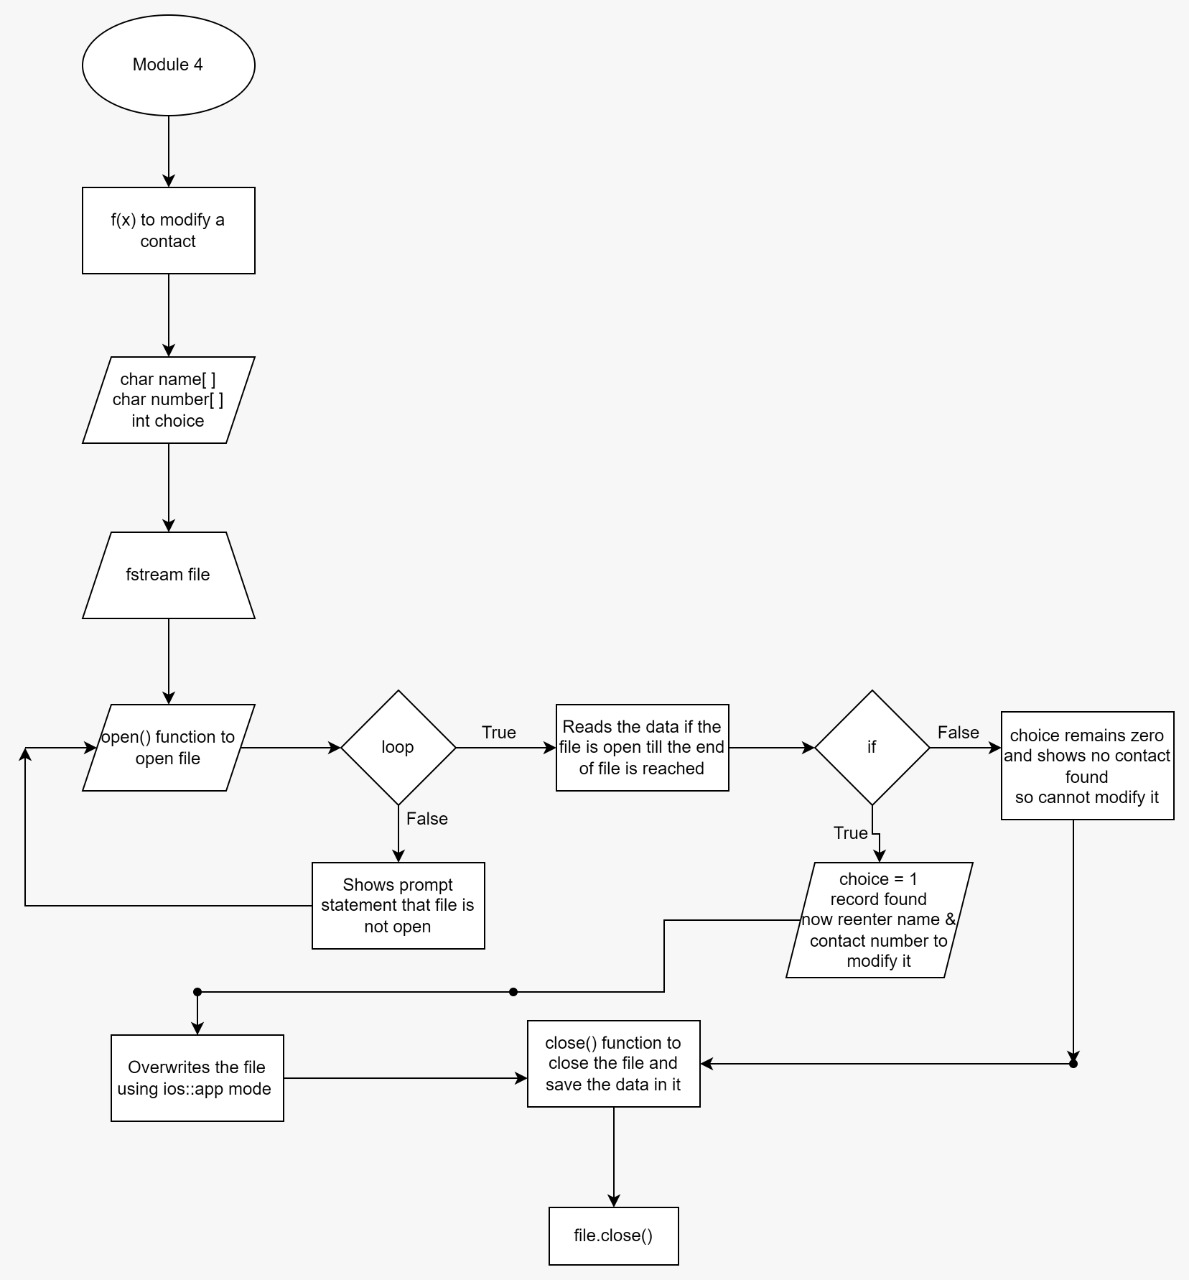 Module 4
f(x) to modify a
contact
char name[ ]
char number[ ]
int choice
fstream file
open() function to
open file
loop
True
False
Reads the data if the
file is open till the end
of file is reached
if
False
True
choice remains zero
and shows no contact
found
so cannot modify it
Shows prompt
statement that file is
not open
choice = 1
record found
now reenter name &
contact number to
modify it
Overwrites the file
using ios::app mode
close() function to
close the file and
save the data in it
file.close()